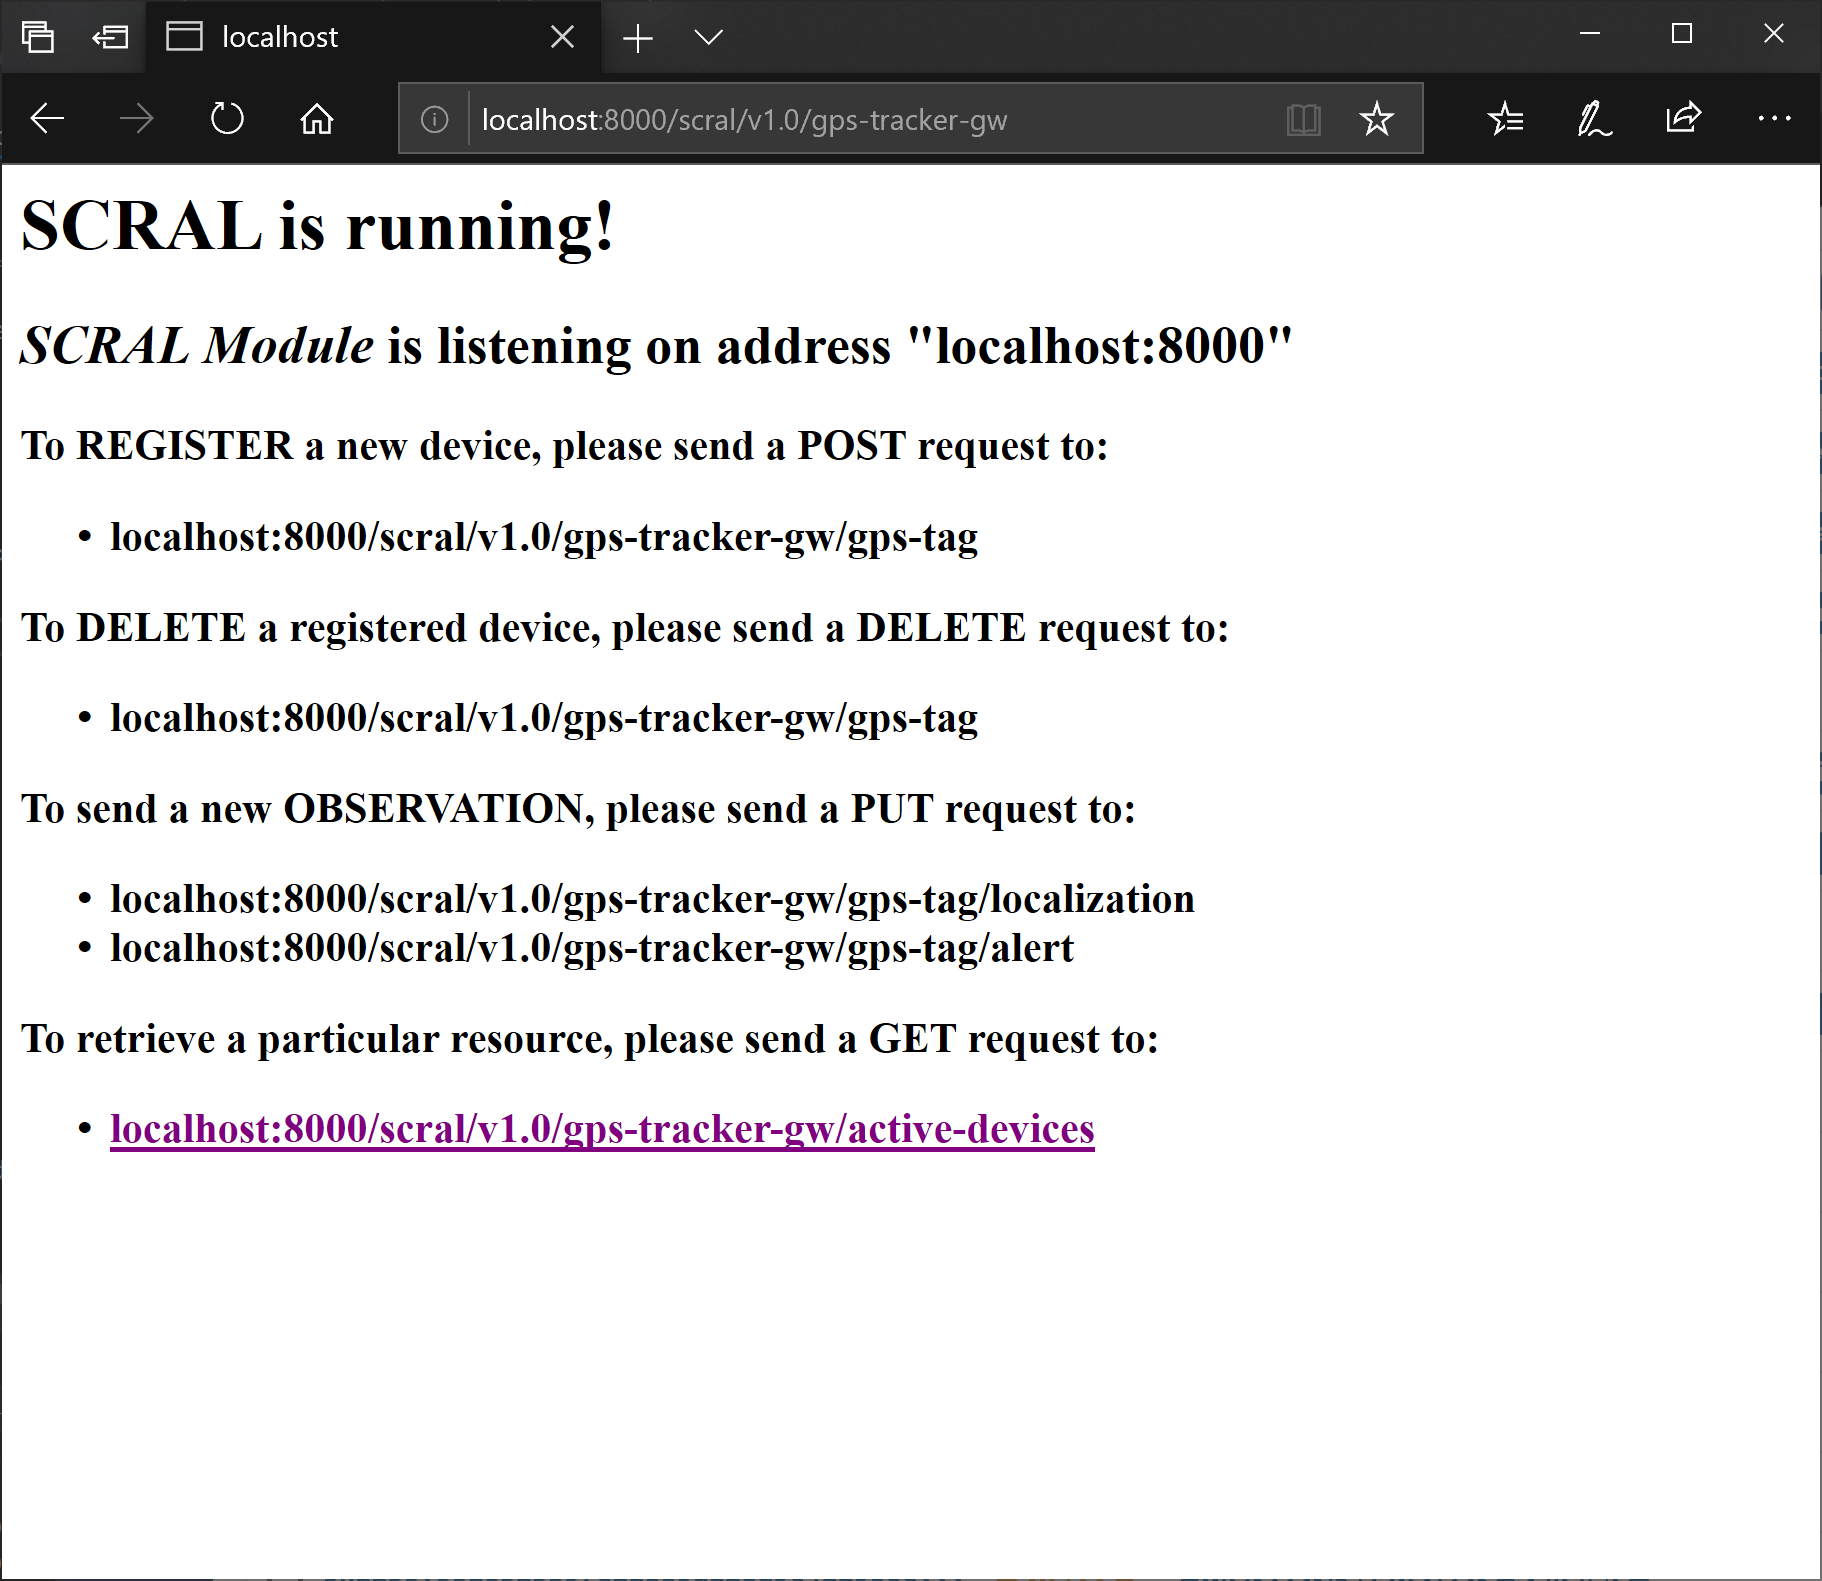 localhost
localhost:8000/scral/v1.0/gps-tracker-gw
SCRAL is running!
SCRAL Module is listening on address "localhost:8000"
To REGISTER a new device, please send a POST request to:
• localhost:8000/scral/v1.0/gps-tracker-gw/gps-tag
To DELETE a registered device, please send a DELETE request to:
• localhost:8000/scral/v1.0/gps-tracker-gw/gps-tag
To send a new OBSERVATION, please send a PUT request to:
• localhost:8000/scral/v1.0/gps-tracker-gw/gps-tag/localization
• localhost:8000/scral/v1.0/gps-tracker-gw/gps-tag/alert
To retrieve a particular resource, please send a GET request to:
• localhost:8000/scral/v1.0/gps-tracker-gw/active-devices